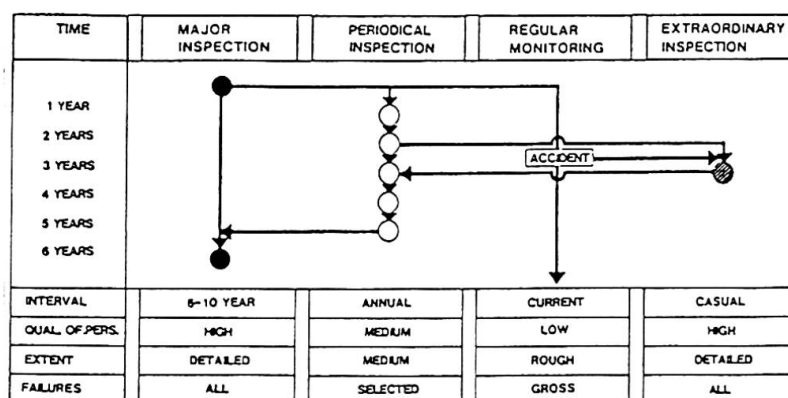 TIME
MAJOR
INSPECTION
PERIODICAL
INSPECTION
REGULAR
MONITORING
EXTRAORDINARY
INSPECTION
1 YEAR
2 YEARS
3 YEARS
4 YEARS
5 YEARS
6 YEARS
ACCIDENT
INTERVAL 6-10 YEAR ANNUAL CURRENT CASUAL
QUAL. OF.PERS. HIGH MEDIUM LOW HIGH
EXTENT DETAILED MEDIUM ROUGH DETAILED
FAILURES ALL SELECTED GROSS ALL